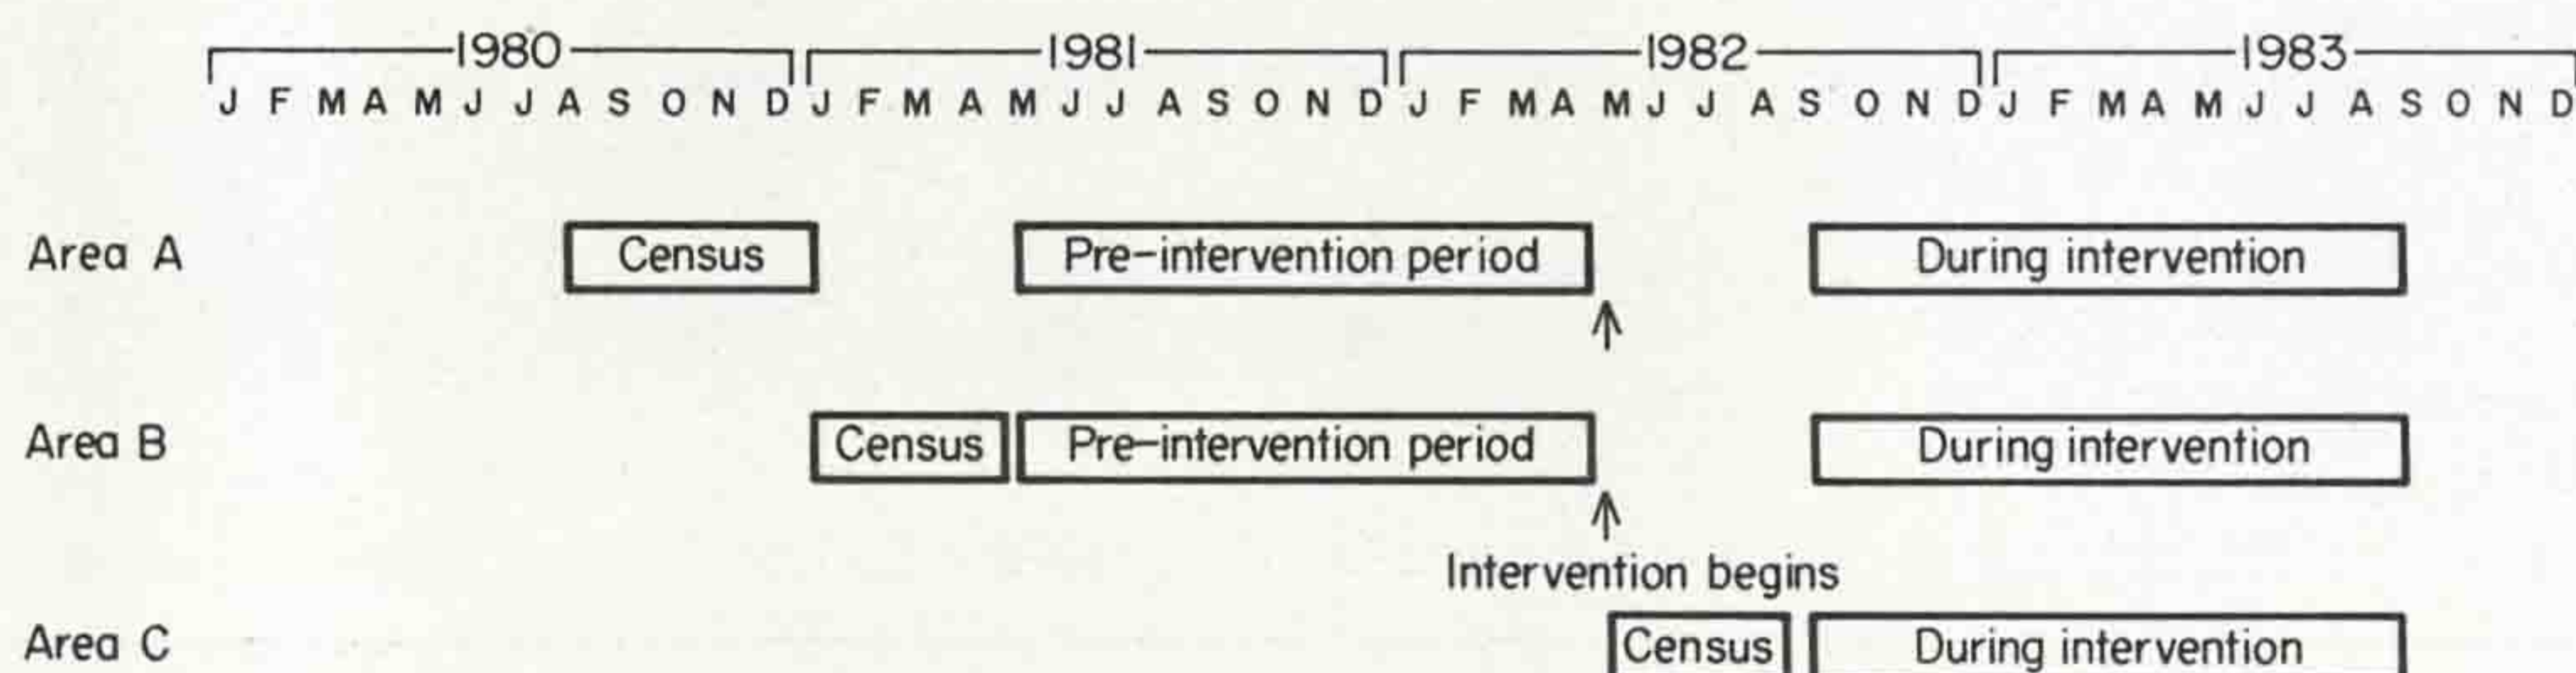 1980 1981 1982 1983
J F M A M J J A S O N D J F M A M J J A S O N D J F M A M J J A S O N D J F M A M J J A S O N D
Area A Census Pre-intervention period During intervention
Area B Census Pre-intervention period During intervention
Intervention begins
Area C Census During intervention